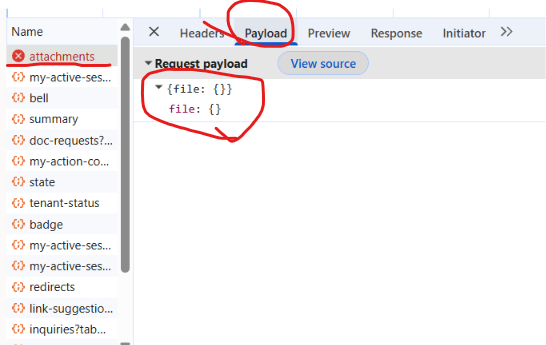 Name
Headers Payload Preview Response Initiator
attachments
my-active-ses...
bell
summary
doc-requests?...
my-action-co...
state
tenant-status
badge
my-active-ses...
my-active-ses...
redirects
link-suggestio...
inquiries?tab...
Request payload View source
{file: {}}
file: {}